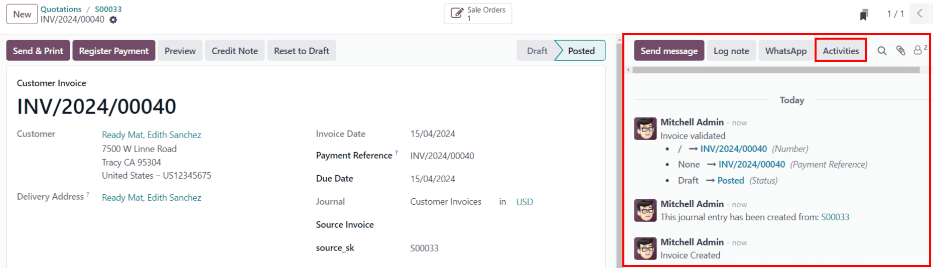 New
Quotations / S00033
INV/2024/00040
Sale Orders
1
1 / 1
Send & Print Register Payment Preview Credit Note Reset to Draft
Draft Posted
Customer Invoice
INV/2024/00040
Customer Ready Mat, Edith Sanchez
7500 W Linne Road
Tracy CA 95304
United States – US12345675
Delivery Address ? Ready Mat, Edith Sanchez
Invoice Date 15/04/2024
Payment Reference ? INV/2024/00040
Due Date 15/04/2024
Journal Customer Invoices in USD
Source Invoice
source_sk S00033
Send message Log note WhatsApp Activities 2
Today
Mitchell Admin - now
Invoice validated
• / → INV/2024/00040 (Number)
• None → INV/2024/00040 (Payment Reference)
• Draft → Posted (Status)
Mitchell Admin - now
This journal entry has been created from: S00033
Mitchell Admin - now
Invoice Created